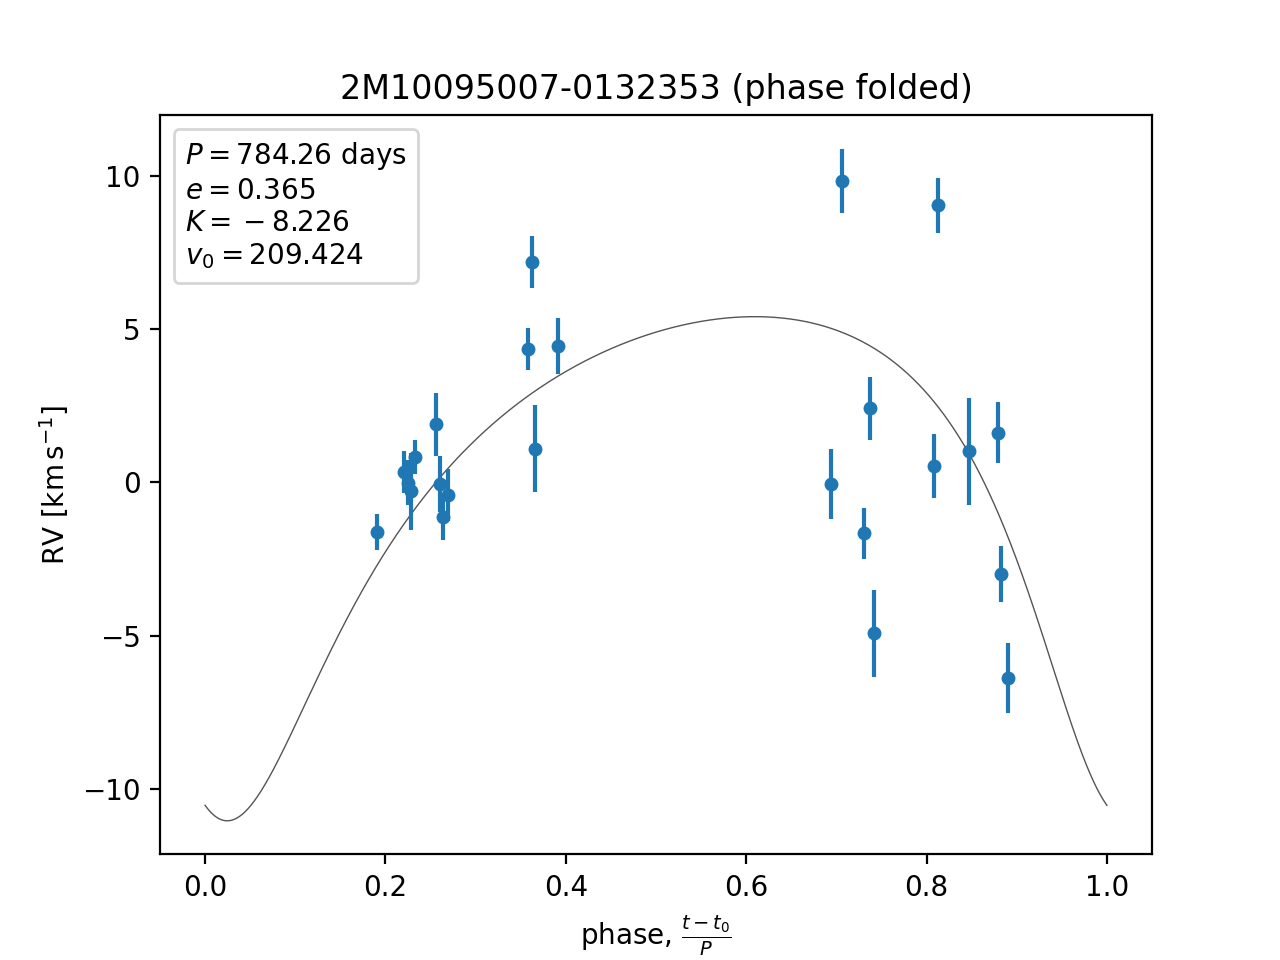 2M10095007-0132353 (phase folded)
P = 784.26 days
e = 0.365
K = −8.226
v₀ = 209.424
10
5
0
−5
−10
RV [km s⁻¹]
0.0 0.2 0.4 0.6 0.8 1.0
phase, (t − t₀)/P